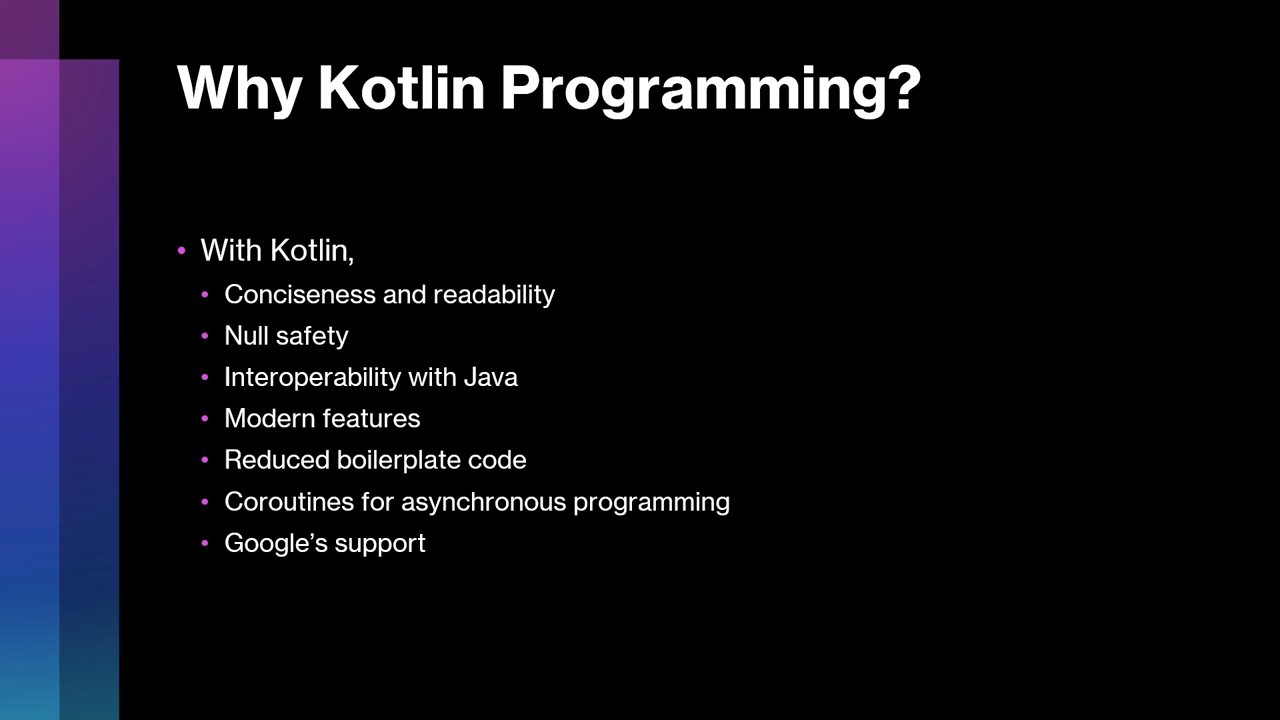 Why Kotlin Programming?
• With Kotlin,
• Conciseness and readability
• Null safety
• Interoperability with Java
• Modern features
• Reduced boilerplate code
• Coroutines for asynchronous programming
• Google’s support